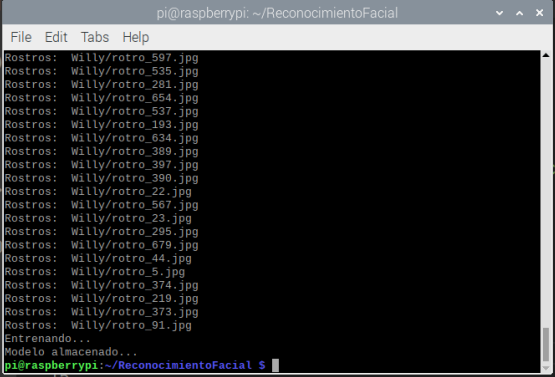 pi@raspberrypi: ~/ReconocimientoFacial
File Edit Tabs Help
Rostros:  Willy/rotro_597.jpg
Rostros:  Willy/rotro_535.jpg
Rostros:  Willy/rotro_281.jpg
Rostros:  Willy/rotro_654.jpg
Rostros:  Willy/rotro_537.jpg
Rostros:  Willy/rotro_193.jpg
Rostros:  Willy/rotro_634.jpg
Rostros:  Willy/rotro_389.jpg
Rostros:  Willy/rotro_397.jpg
Rostros:  Willy/rotro_390.jpg
Rostros:  Willy/rotro_22.jpg
Rostros:  Willy/rotro_567.jpg
Rostros:  Willy/rotro_23.jpg
Rostros:  Willy/rotro_295.jpg
Rostros:  Willy/rotro_679.jpg
Rostros:  Willy/rotro_44.jpg
Rostros:  Willy/rotro_5.jpg
Rostros:  Willy/rotro_374.jpg
Rostros:  Willy/rotro_219.jpg
Rostros:  Willy/rotro_373.jpg
Rostros:  Willy/rotro_91.jpg
Entrenando...
Modelo almacenado...
pi@raspberrypi:~/ReconocimientoFacial $